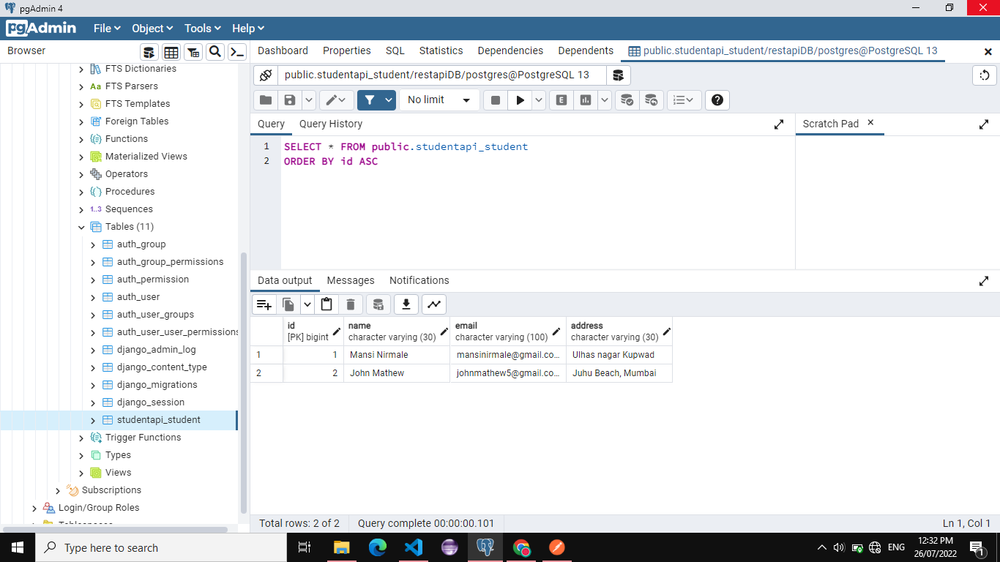 pgAdmin 4
pgAdmin File Object Tools Help
Browser
Dashboard Properties SQL Statistics Dependencies Dependents public.studentapi_student/restapiDB/postgres@PostgreSQL 13
public.studentapi_student/restapiDB/postgres@PostgreSQL 13
No limit
E
Query Query History
Scratch Pad
1 SELECT * FROM public.studentapi_student
2 ORDER BY id ASC
FTS Dictionaries
Aa FTS Parsers
FTS Templates
Foreign Tables
Functions
Materialized Views
Operators
Procedures
1..3 Sequences
Tables (11)
auth_group
auth_group_permissions
auth_permission
auth_user
auth_user_groups
auth_user_user_permissions
django_admin_log
django_content_type
django_migrations
django_session
studentapi_student
Trigger Functions
Types
Views
Subscriptions
Login/Group Roles
Tablespaces
Data output Messages Notifications
id name email address
[PK] bigint character varying (30) character varying (100) character varying (30)
1 1 Mansi Nirmale mansinirmale@gmail.co... Ulhas nagar Kupwad
2 2 John Mathew johnmathew5@gmail.co... Juhu Beach, Mumbai
Total rows: 2 of 2 Query complete 00:00:00.101 Ln 1, Col 1
Type here to search
ENG
12:32 PM
26/07/2022
1